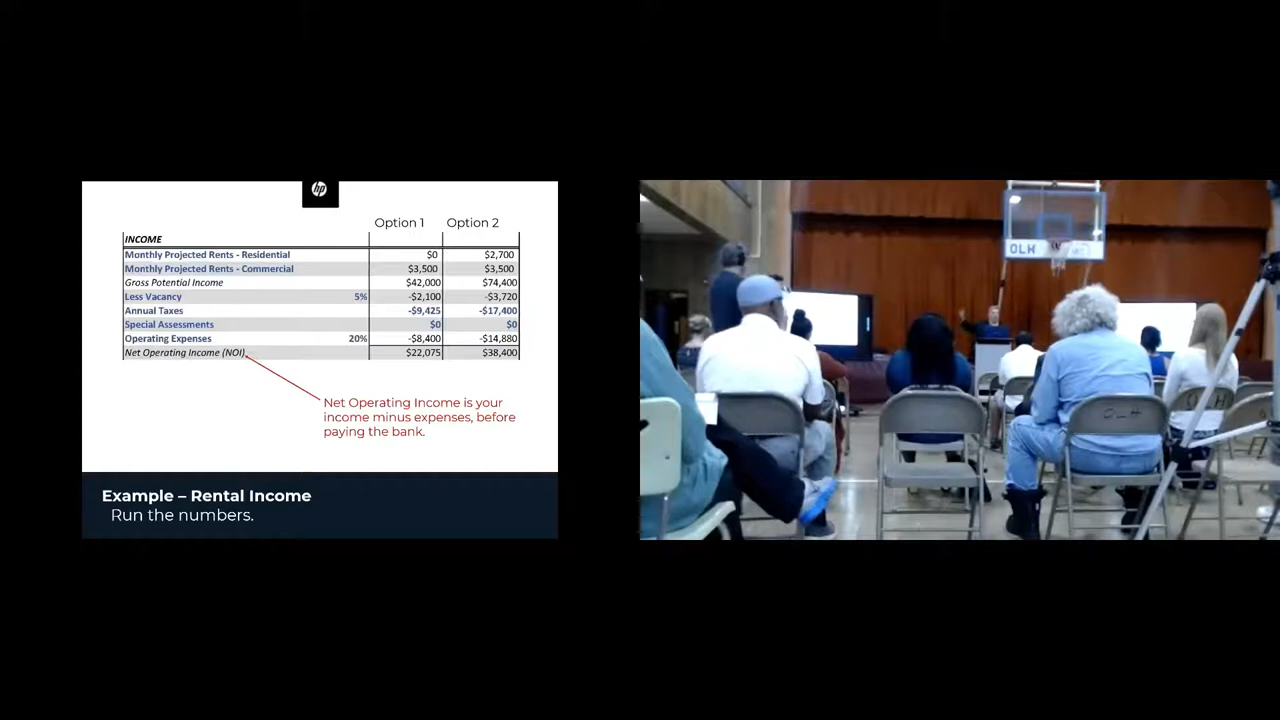 hp
Option 1 Option 2
INCOME
Monthly Projected Rents - Residential $0 $2,700
Monthly Projected Rents - Commercial $3,500 $3,500
Gross Potential Income $42,000 $74,400
Less Vacancy 5% -$2,100 -$3,720
Annual Taxes -$9,425 -$17,400
Special Assessments $0 $0
Operating Expenses 20% -$8,400 -$14,880
Net Operating Income (NOI) $22,075 $38,400
Net Operating Income is your
income minus expenses, before
paying the bank.
Example – Rental Income
Run the numbers.
OLH
OLH
OLH